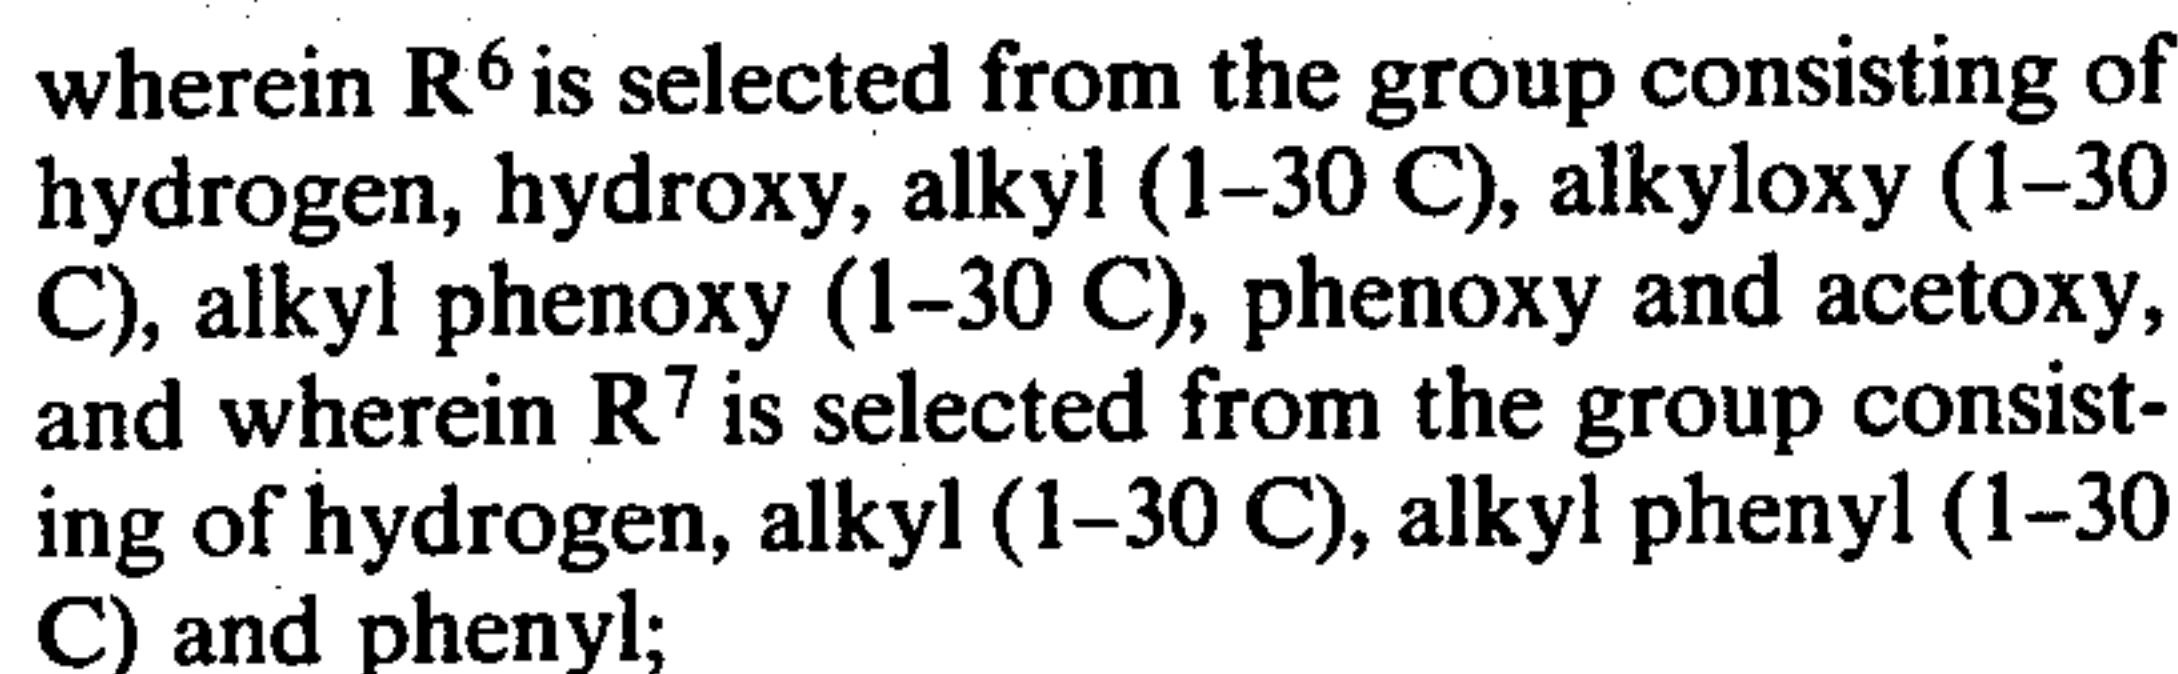 wherein R⁶ is selected from the group consisting of
hydrogen, hydroxy, alkyl (1–30 C), alkyloxy (1–30
C), alkyl phenoxy (1–30 C), phenoxy and acetoxy,
and wherein R⁷ is selected from the group consist-
ing of hydrogen, alkyl (1–30 C), alkyl phenyl (1–30
C) and phenyl;